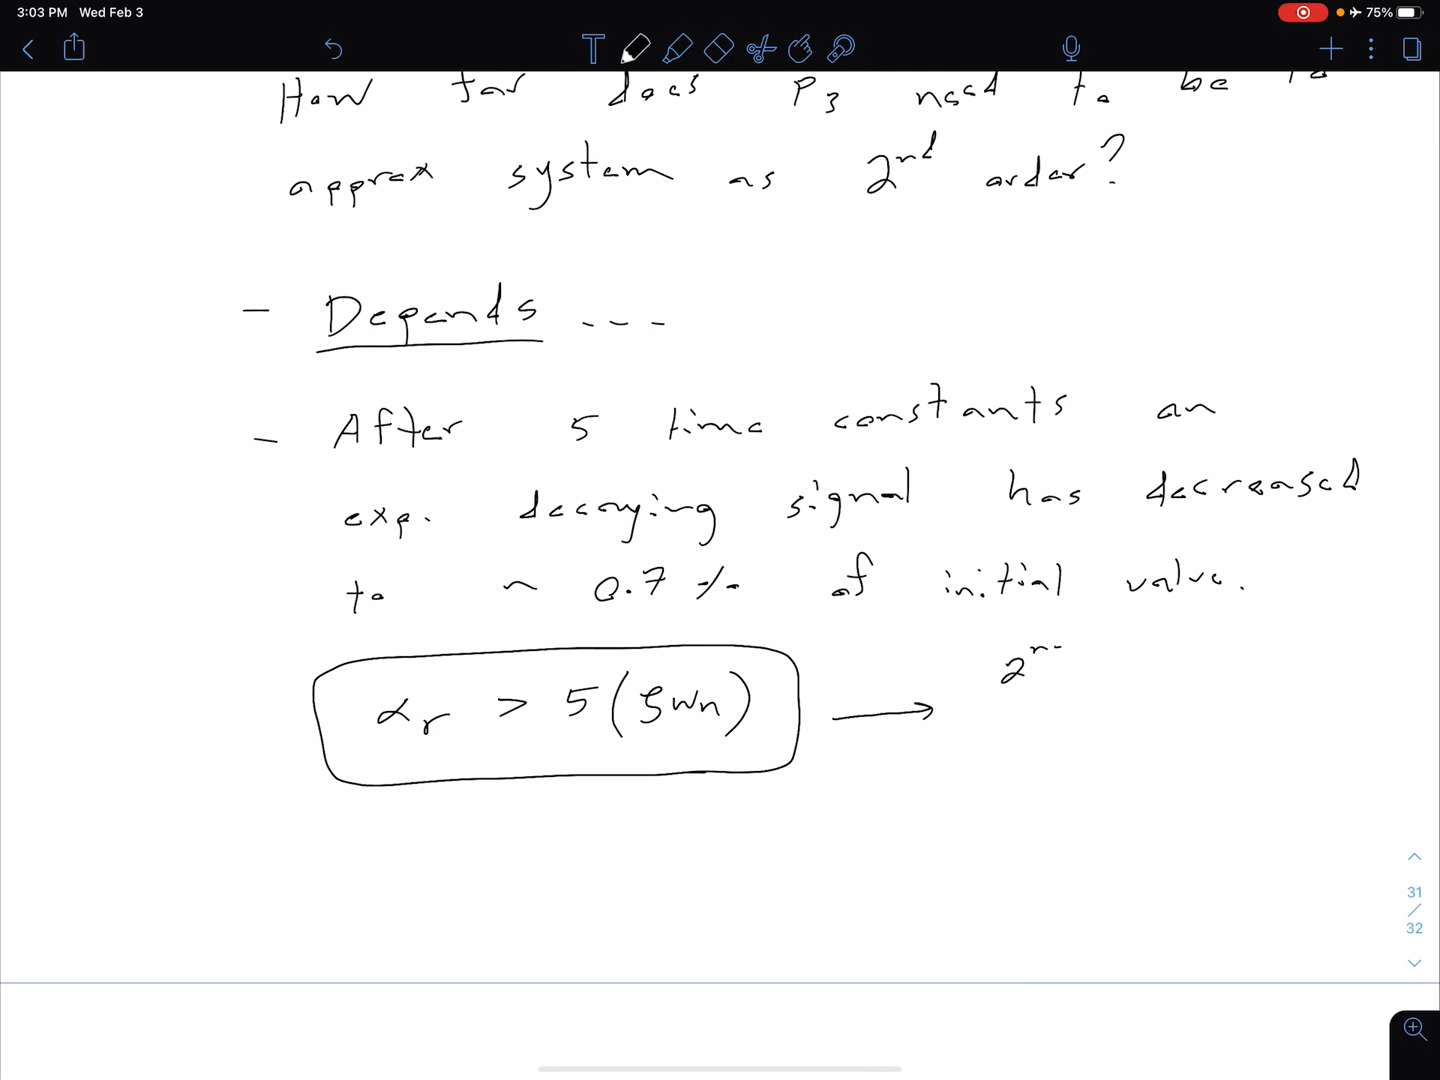 3:03 PM Wed Feb 3
75%
T
How far does P3 need to be to
approx system as 2nd order?
- Depends ---
- After 5 time constants an
exp. decaying signal has decreased
to ~ 0.7 % of initial value.
αr > 5(ζωn) → 2n
31
/
32